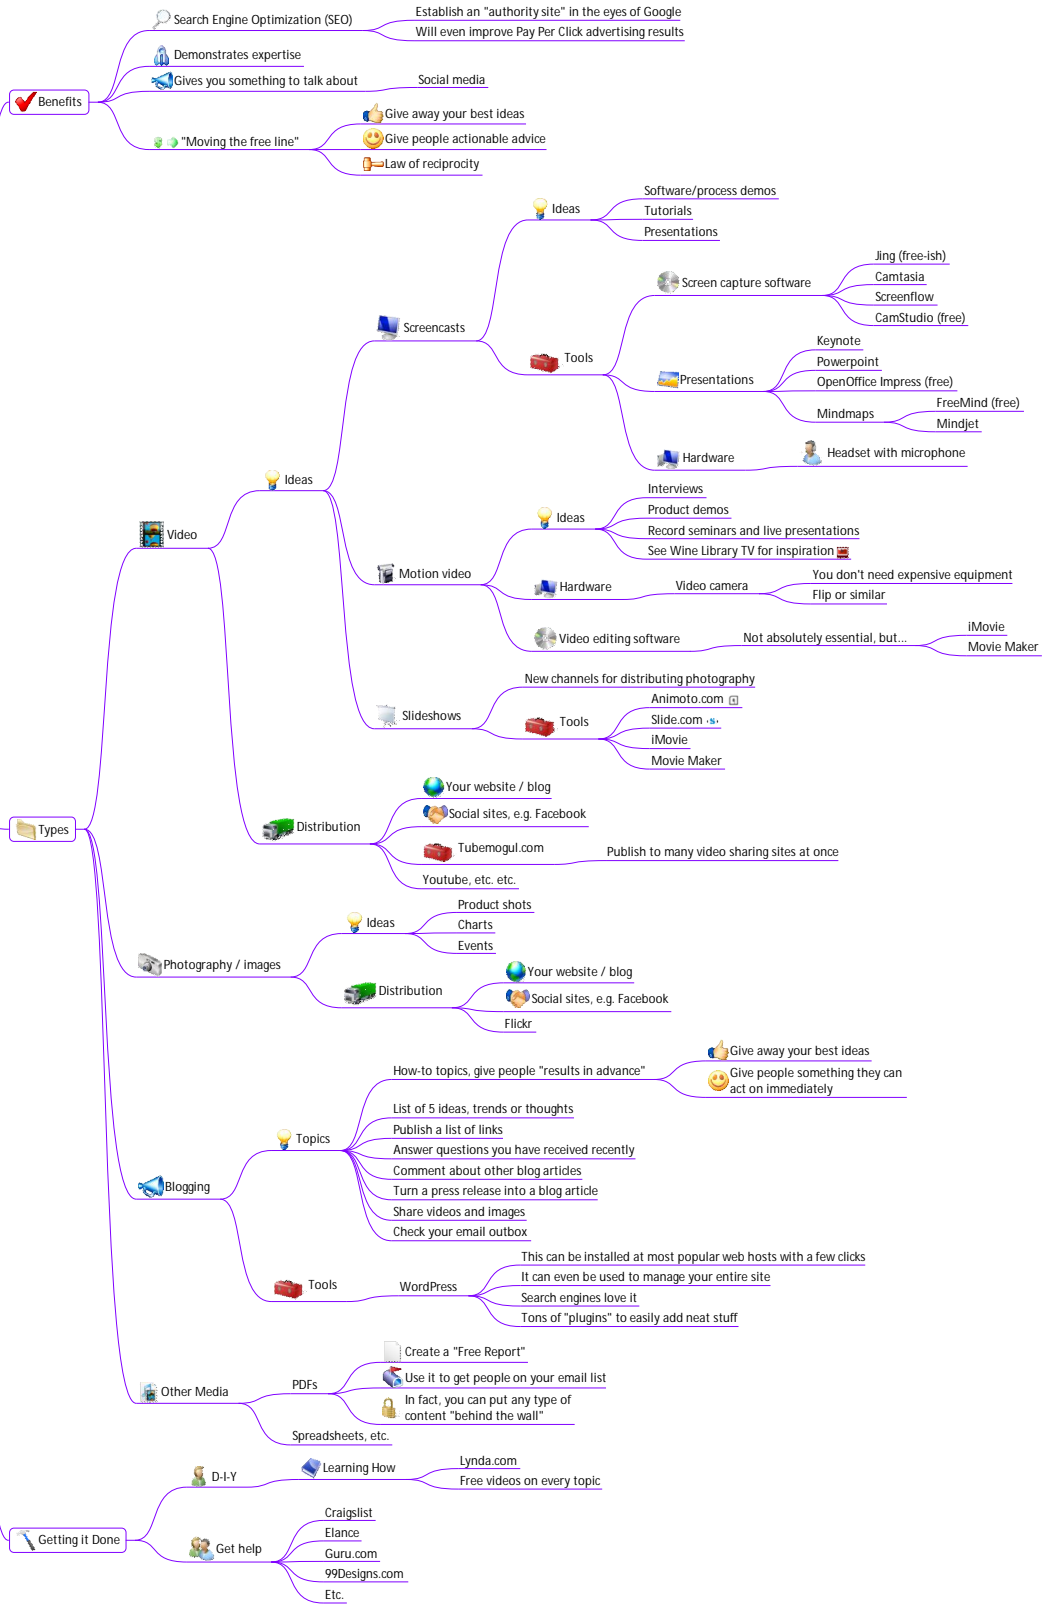 Benefits
Search Engine Optimization (SEO)
Establish an "authority site" in the eyes of Google
Will even improve Pay Per Click advertising results
Demonstrates expertise
Gives you something to talk about
Social media
"Moving the free line"
Give away your best ideas
Give people actionable advice
Law of reciprocity
Types
Video
Ideas
Screencasts
Ideas
Software/process demos
Tutorials
Presentations
Tools
Screen capture software
Jing (free-ish)
Camtasia
Screenflow
CamStudio (free)
Presentations
Keynote
Powerpoint
OpenOffice Impress (free)
Mindmaps
FreeMind (free)
Mindjet
Hardware
Headset with microphone
Motion video
Ideas
Interviews
Product demos
Record seminars and live presentations
See Wine Library TV for inspiration
Hardware
Video camera
You don't need expensive equipment
Flip or similar
Video editing software
Not absolutely essential, but...
iMovie
Movie Maker
Slideshows
New channels for distributing photography
Tools
Animoto.com
Slide.com
iMovie
Movie Maker
Distribution
Your website / blog
Social sites, e.g. Facebook
Tubemogul.com
Publish to many video sharing sites at once
Youtube, etc. etc.
Photography / images
Ideas
Product shots
Charts
Events
Distribution
Your website / blog
Social sites, e.g. Facebook
Flickr
Blogging
Topics
How-to topics, give people "results in advance"
Give away your best ideas
Give people something they can
act on immediately
List of 5 ideas, trends or thoughts
Publish a list of links
Answer questions you have received recently
Comment about other blog articles
Turn a press release into a blog article
Share videos and images
Check your email outbox
Tools
WordPress
This can be installed at most popular web hosts with a few clicks
It can even be used to manage your entire site
Search engines love it
Tons of "plugins" to easily add neat stuff
Other Media
PDFs
Create a "Free Report"
Use it to get people on your email list
In fact, you can put any type of
content "behind the wall"
Spreadsheets, etc.
Getting it Done
D-I-Y
Learning How
Lynda.com
Free videos on every topic
Get help
Craigslist
Elance
Guru.com
99Designs.com
Etc.